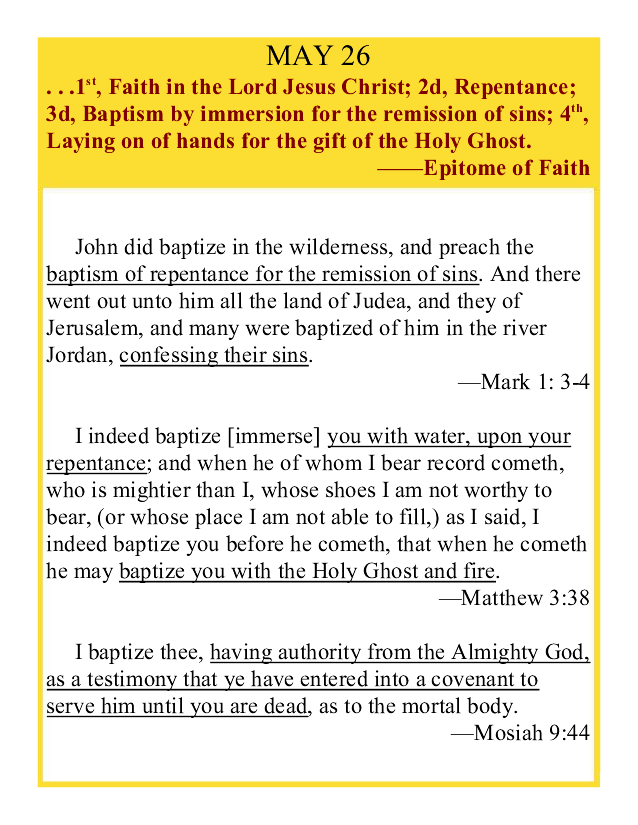 MAY 26
. . .1st, Faith in the Lord Jesus Christ; 2d, Repentance;
3d, Baptism by immersion for the remission of sins; 4th,
Laying on of hands for the gift of the Holy Ghost.
——Epitome of Faith
John did baptize in the wilderness, and preach the
baptism of repentance for the remission of sins. And there
went out unto him all the land of Judea, and they of
Jerusalem, and many were baptized of him in the river
Jordan, confessing their sins.
—Mark 1: 3-4
I indeed baptize [immerse] you with water, upon your
repentance; and when he of whom I bear record cometh,
who is mightier than I, whose shoes I am not worthy to
bear, (or whose place I am not able to fill,) as I said, I
indeed baptize you before he cometh, that when he cometh
he may baptize you with the Holy Ghost and fire.
—Matthew 3:38
I baptize thee, having authority from the Almighty God,
as a testimony that ye have entered into a covenant to
serve him until you are dead, as to the mortal body.
—Mosiah 9:44